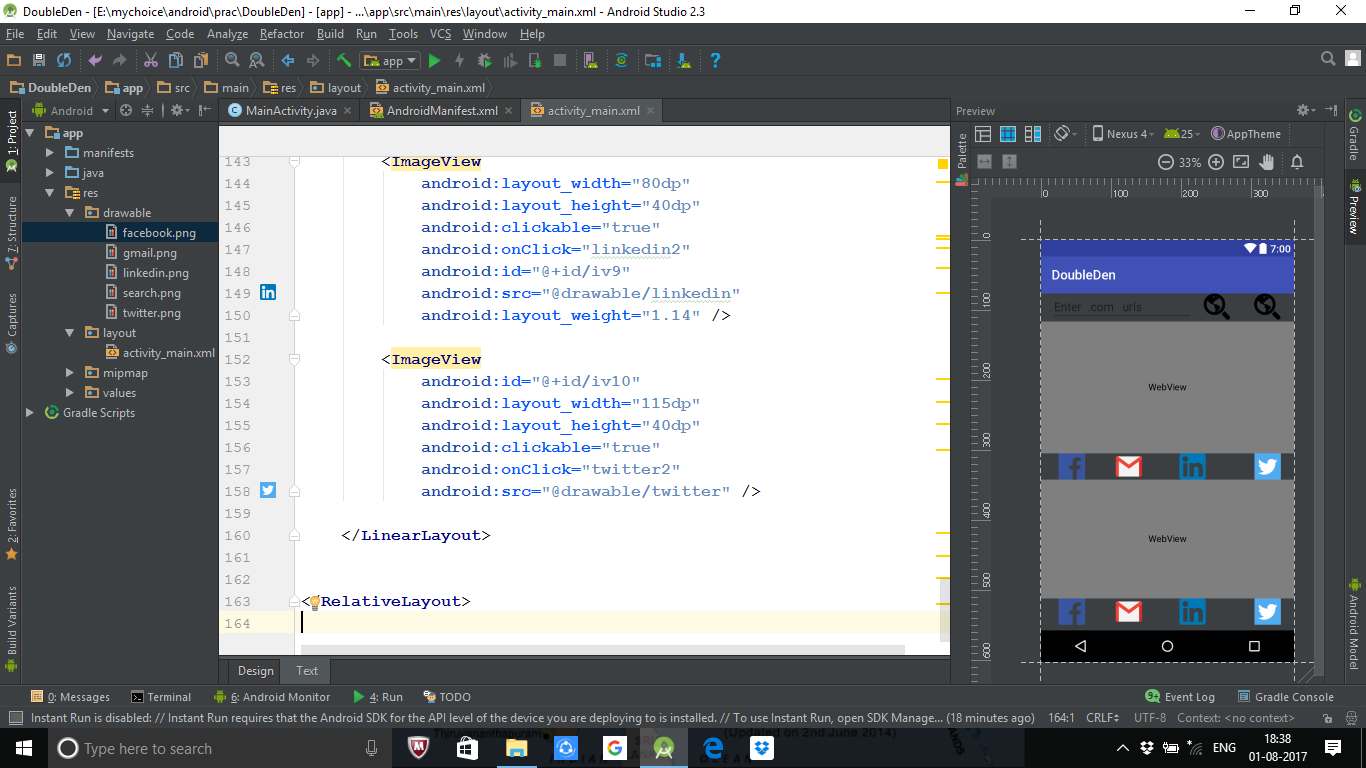 DoubleDen - [E:\mychoice\android\prac\DoubleDen] - [app] - ...\app\src\main\res\layout\activity_main.xml - Android Studio 2.3
File Edit View Navigate Code Analyze Refactor Build Run Tools VCS Window Help
app
DoubleDen app src main res layout activity_main.xml
1: Project
7: Structure
Captures
2: Favorites
Build Variants
Android
app
manifests
java
res
drawable
facebook.png
gmail.png
linkedin.png
search.png
twitter.png
layout
activity_main.xml
mipmap
values
Gradle Scripts
MainActivity.java AndroidManifest.xml activity_main.xml
143 <ImageView
144 android:layout_width="80dp"
145 android:layout_height="40dp"
146 android:clickable="true"
147 android:onClick="linkedin2"
148 android:id="@+id/iv9"
149 android:src="@drawable/linkedin"
150 android:layout_weight="1.14" />
151
152 <ImageView
153 android:id="@+id/iv10"
154 android:layout_width="115dp"
155 android:layout_height="40dp"
156 android:clickable="true"
157 android:onClick="twitter2"
158 android:src="@drawable/twitter" />
159
160 </LinearLayout>
161
162
163 < RelativeLayout>
164
Design Text
Preview
Palette
Nexus 4 25 AppTheme
33%
0 100 200 300
0
100
200
300
400
500
600
7:00
DoubleDen
Enter .com urls
WebView
WebView
Gradle
Preview
Android Model
0: Messages Terminal 6: Android Monitor 4: Run TODO 9+ Event Log Gradle Console
Instant Run is disabled: // Instant Run requires that the Android SDK for the API level of the device you are deploying to is installed. // To use Instant Run, open SDK Manage... (18 minutes ago) 164:1 CRLF UTF-8 Context: <no context>
Type here to search
Thiruvananthapuram
(Updated on 2nd June 2014)
ENG
18:38
01-08-2017